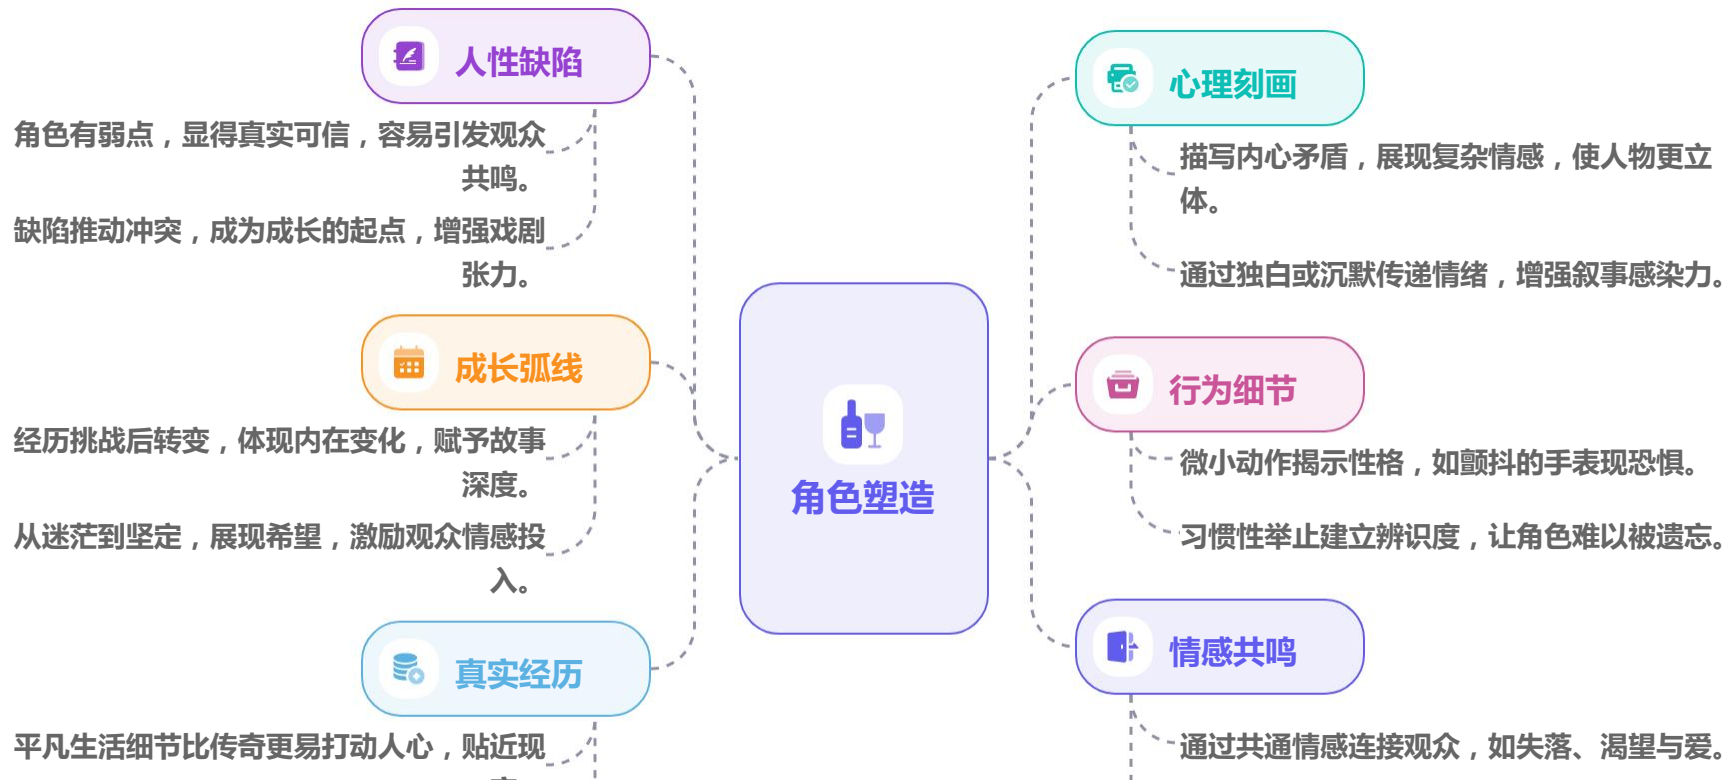 人性缺陷
角色有弱点，显得真实可信，容易引发观众
共鸣。
缺陷推动冲突，成为成长的起点，增强戏剧
张力。
成长弧线
经历挑战后转变，体现内在变化，赋予故事
深度。
从迷茫到坚定，展现希望，激励观众情感投
入。
真实经历
平凡生活细节比传奇更易打动人心，贴近现
角色塑造
心理刻画
描写内心矛盾，展现复杂情感，使人物更立
体。
通过独白或沉默传递情绪，增强叙事感染力。
行为细节
微小动作揭示性格，如颤抖的手表现恐惧。
习惯性举止建立辨识度，让角色难以被遗忘。
情感共鸣
通过共通情感连接观众，如失落、渴望与爱。